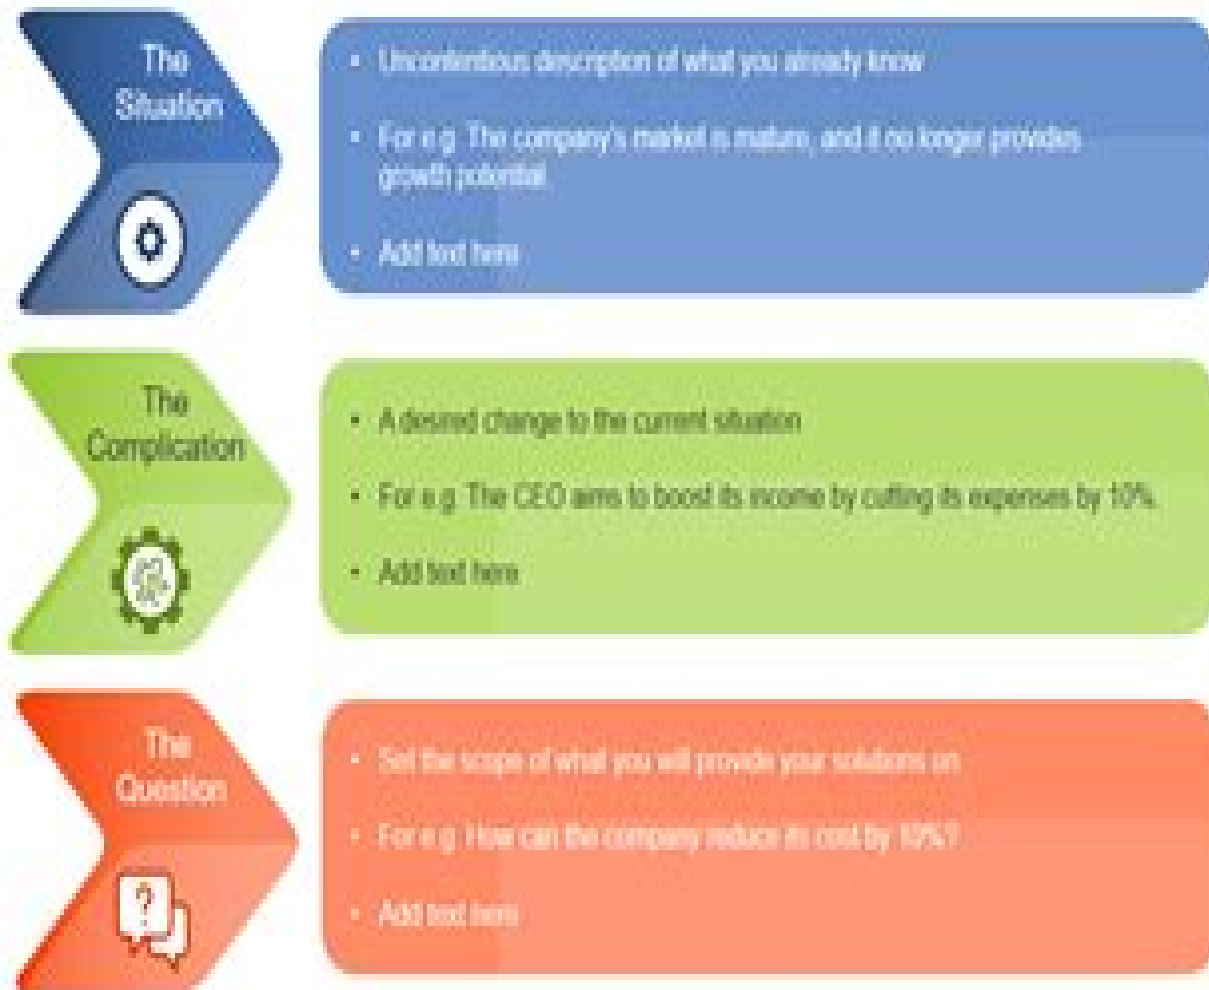 The
Situation
• Uncontentious description of what you already know
• For e.g. The company's market is mature, and it no longer provides
growth potential.
• Add text here
The
Complication
• A desired change to the current situation
• For e.g. The CEO aims to boost its income by cutting its expenses by 10%.
• Add text here
The
Question
• Set the scope of what you will provide your solutions on
• For e.g. How can the company reduce its cost by 10%?
• Add text here